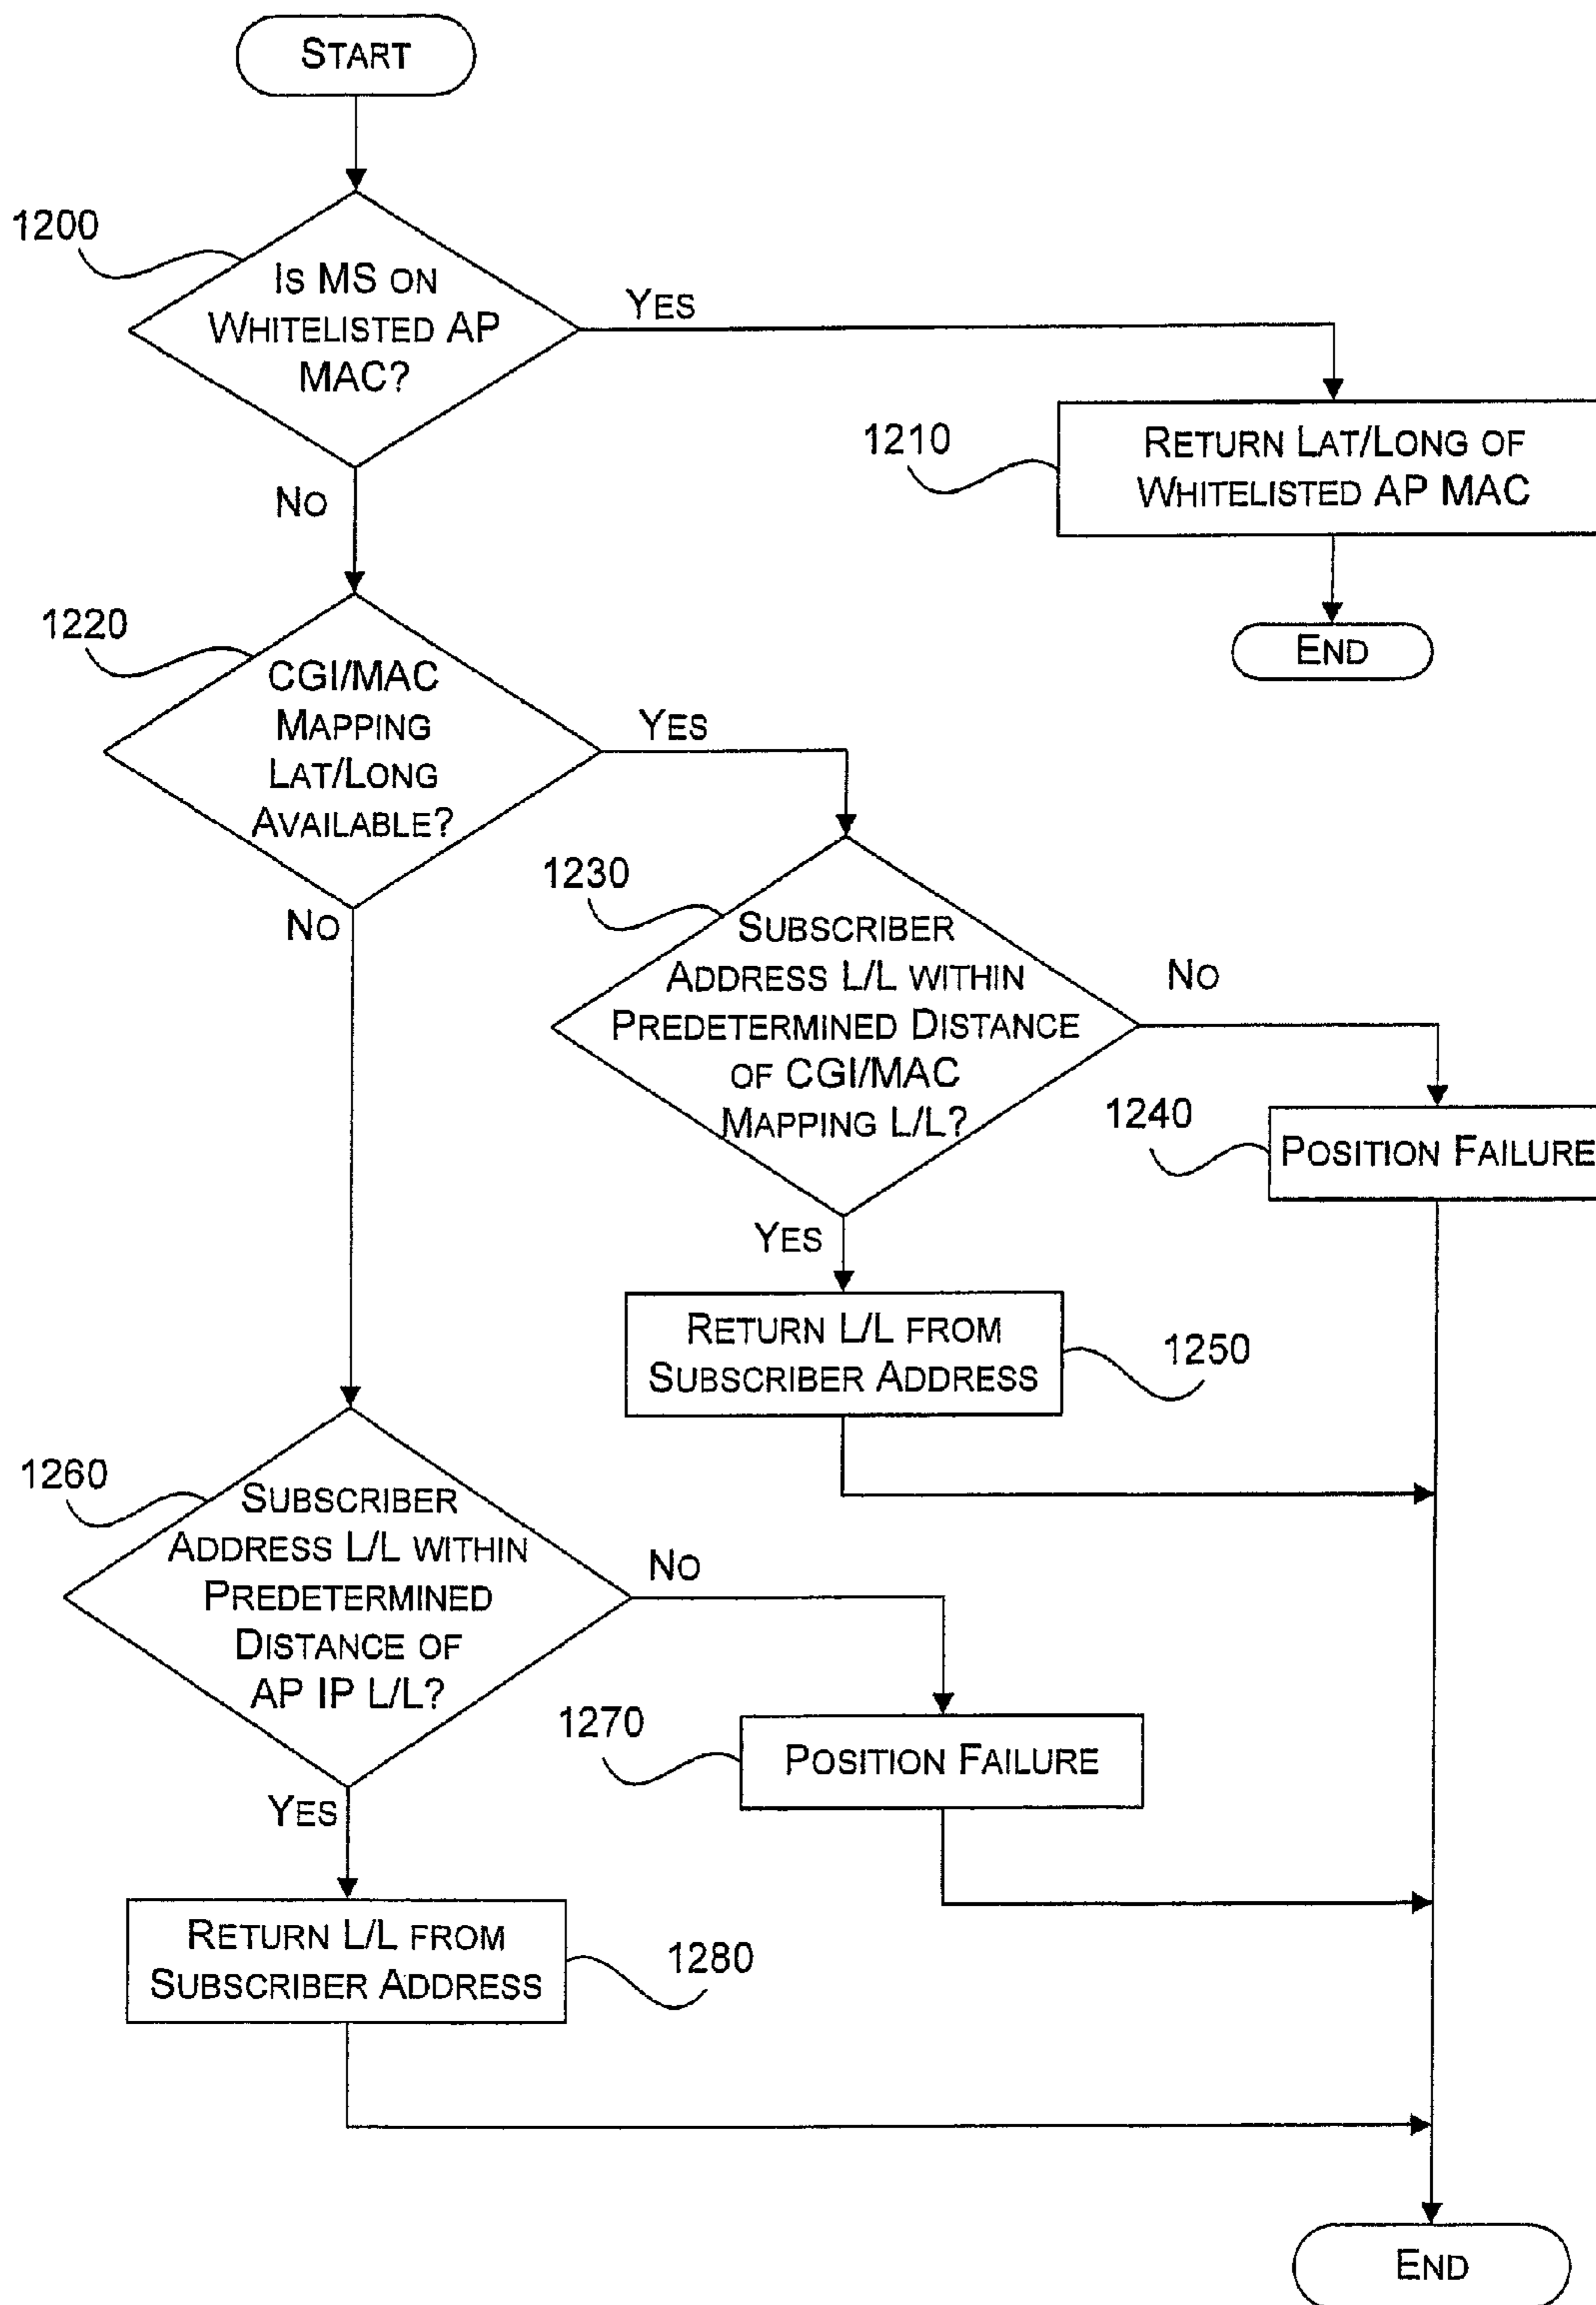 START
1200
IS MS ON
WHITELISTED AP
MAC?
YES
NO
1210
RETURN LAT/LONG OF
WHITELISTED AP MAC
END
1220
CGI/MAC
MAPPING
LAT/LONG
AVAILABLE?
YES
NO
1230
SUBSCRIBER
ADDRESS L/L WITHIN
PREDETERMINED DISTANCE
OF CGI/MAC
MAPPING L/L?
NO
1240
POSITION FAILURE
YES
RETURN L/L FROM
SUBSCRIBER ADDRESS
1250
1260
SUBSCRIBER
ADDRESS L/L WITHIN
PREDETERMINED
DISTANCE OF
AP IP L/L?
NO
1270
POSITION FAILURE
YES
RETURN L/L FROM
SUBSCRIBER ADDRESS
1280
END